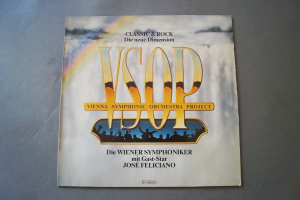 CLASSIC & ROCK
Die neue Dimension
VSOP
VIENNA SYMPHONIC ORCHESTRA PROJECT
Die WIENER SYMPHONIKER
mit Gast-Star
JOSÉ FELICIANO